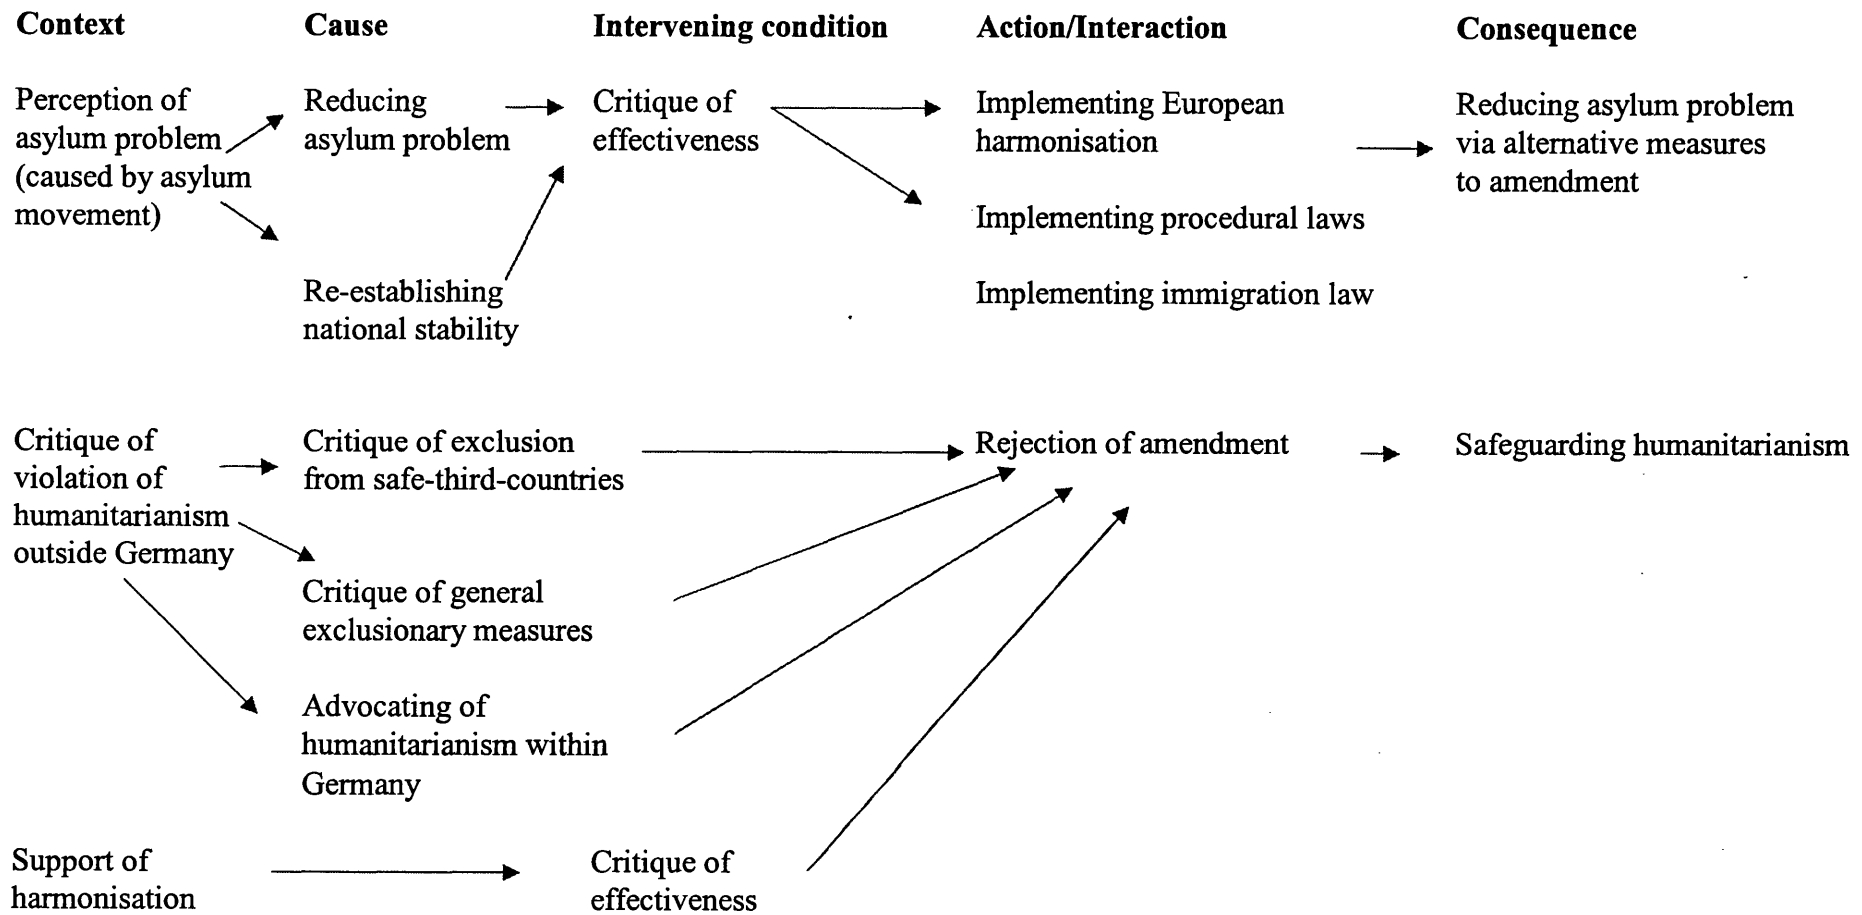 Context
Cause
Intervening condition
Action/Interaction
Consequence
Perception of
asylum problem
(caused by asylum
movement)
Reducing
asylum problem
Critique of
effectiveness
Implementing European
harmonisation
Reducing asylum problem
via alternative measures
to amendment
Implementing procedural laws
Re-establishing
national stability
Implementing immigration law
Critique of
violation of
humanitarianism
outside Germany
Critique of exclusion
from safe-third-countries
Rejection of amendment
Safeguarding humanitarianism
Critique of general
exclusionary measures
Advocating of
humanitarianism within
Germany
Support of
harmonisation
Critique of
effectiveness